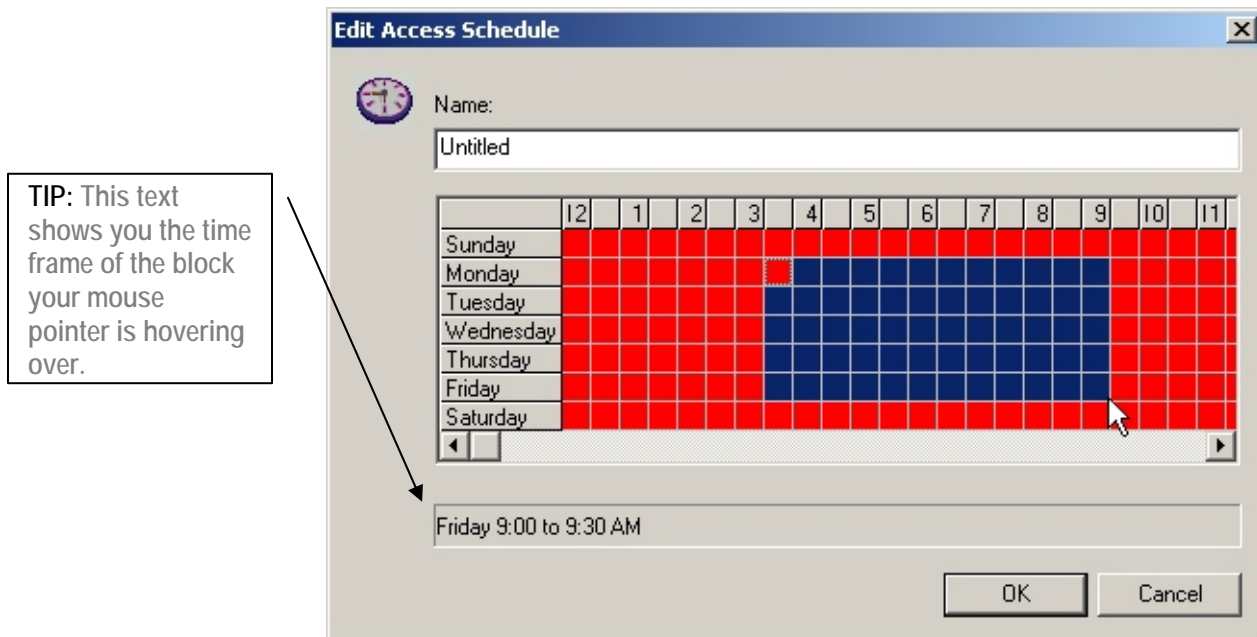 Edit Access Schedule
Name:
Untitled
TIP: This text
shows you the time
frame of the block
your mouse
pointer is hovering
over.
12 1 2 3 4 5 6 7 8 9 10 11
Sunday
Monday
Tuesday
Wednesday
Thursday
Friday
Saturday
Friday 9:00 to 9:30 AM
OK Cancel